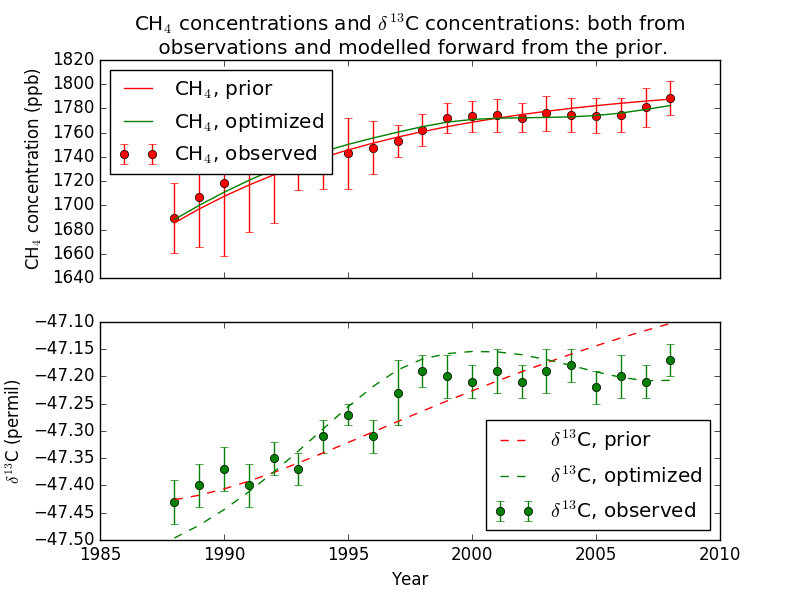 CH₄ concentrations and δ¹³C concentrations: both from
observations and modelled forward from the prior.
CH₄ concentration (ppb)
1820
1800
1780
1760
1740
1720
1700
1680
1660
1640
CH₄, prior
CH₄, optimized
CH₄, observed
δ¹³C (permil)
−47.10
−47.15
−47.20
−47.25
−47.30
−47.35
−47.40
−47.45
−47.50
δ¹³C, prior
δ¹³C, optimized
δ¹³C, observed
1985 1990 1995 2000 2005 2010
Year